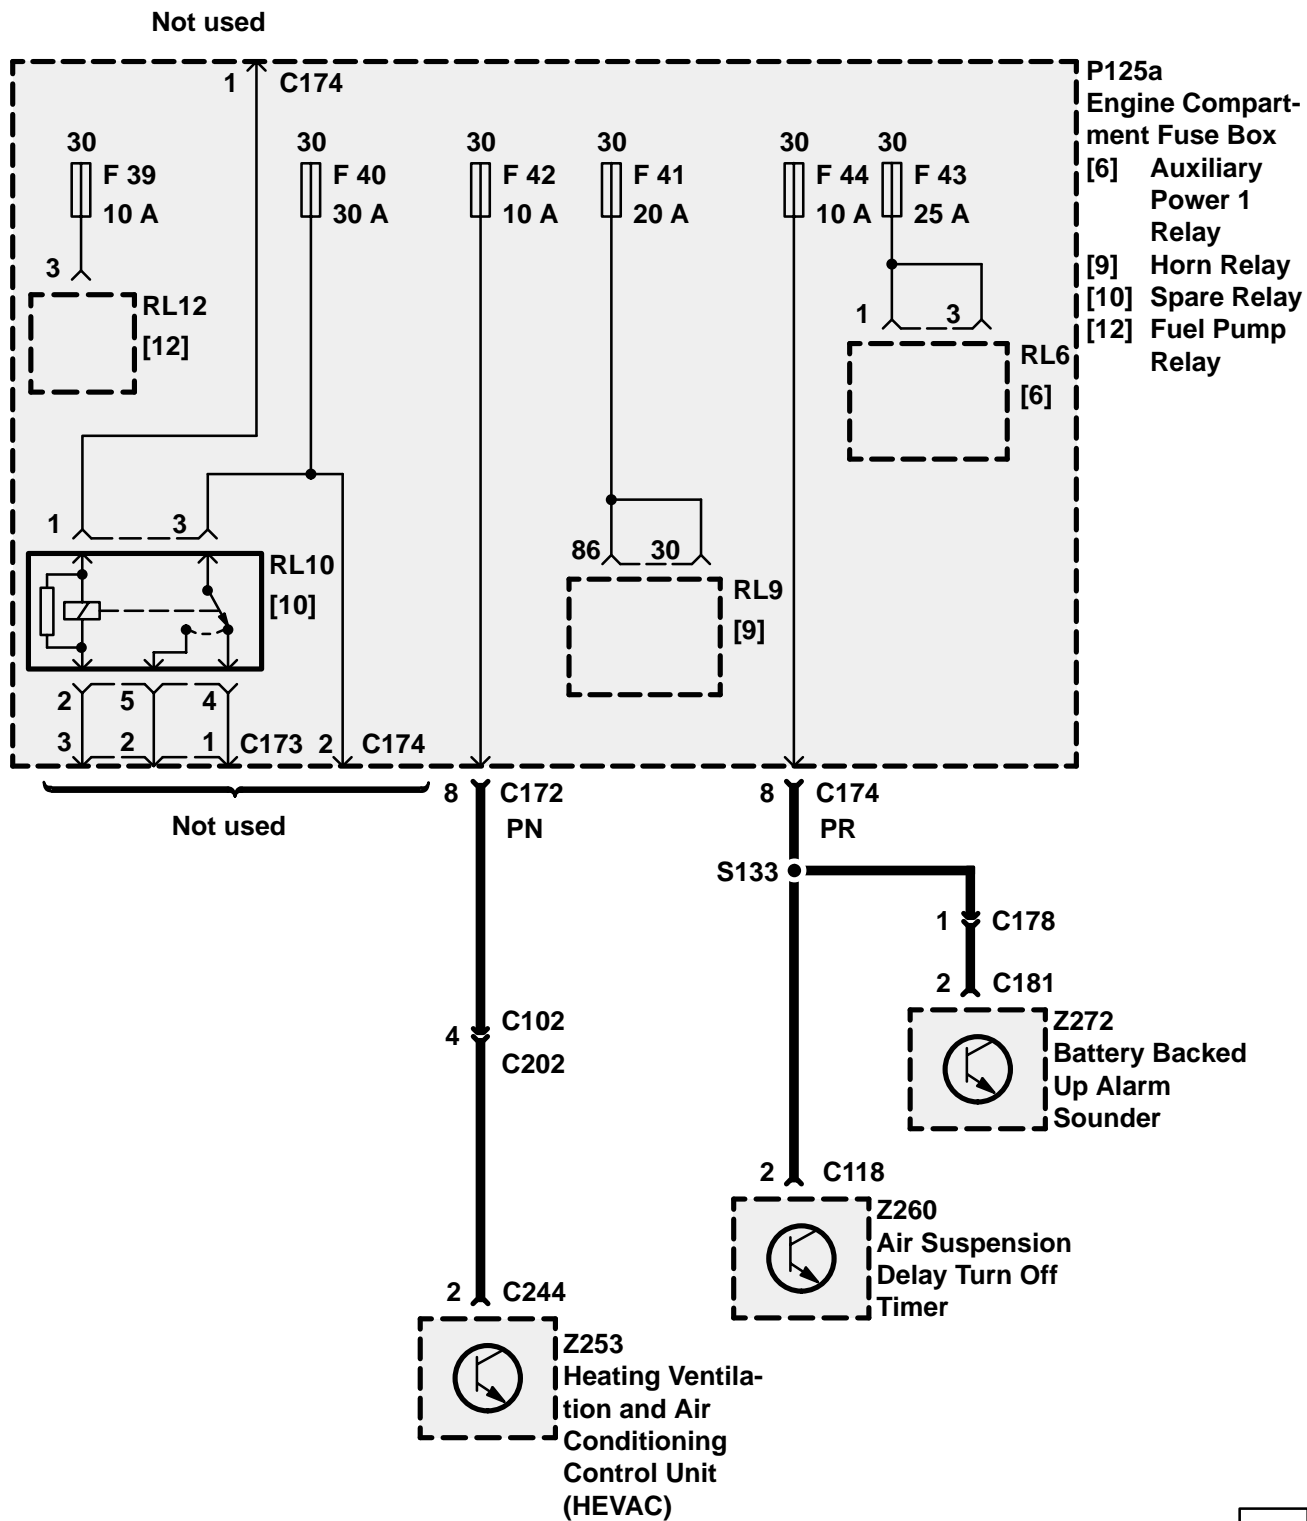 Not used
1 C174
P125a
Engine Compart-
ment Fuse Box
[6] Auxiliary
Power 1
Relay
[9] Horn Relay
[10] Spare Relay
[12] Fuel Pump
Relay
30 30 30 30 30 30
F 39 F 40 F 42 F 41 F 44 F 43
10 A 30 A 10 A 20 A 10 A 25 A
3
RL12
[12]
1 3
RL6
[6]
1 3
RL10
[10]
86 30
RL9
[9]
2 5 4
3 2 1 C173 2 C174
Not used
8 C172
PN
8 C174
PR
S133
1 C178
2 C181
Z272
Battery Backed
Up Alarm
Sounder
4 C102
C202
2 C118
Z260
Air Suspension
Delay Turn Off
Timer
2 C244
Z253
Heating Ventila-
tion and Air
Conditioning
Control Unit
(HEVAC)